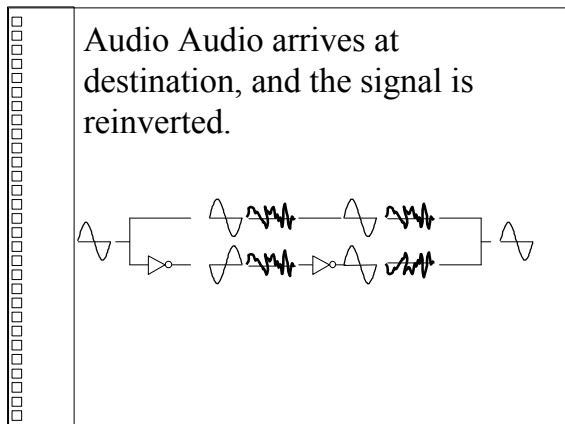 Audio Audio arrives at
destination, and the signal is
reinverted.